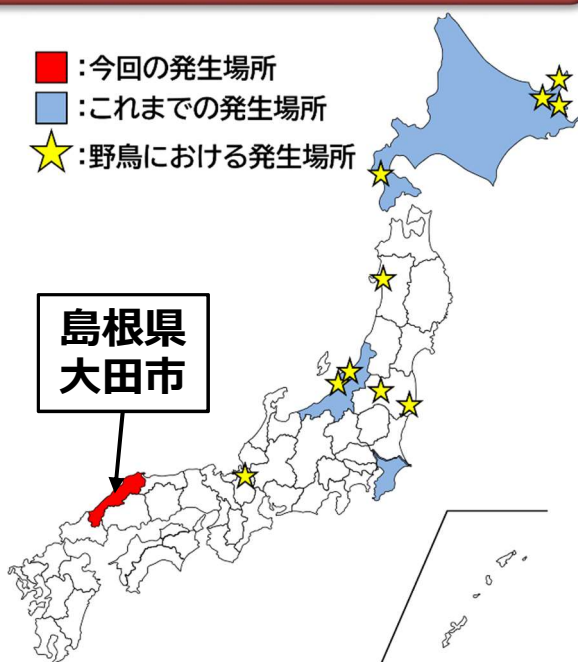 ：今回の発生場所
：これまでの発生場所
：野鳥における発生場所
島根県
大田市